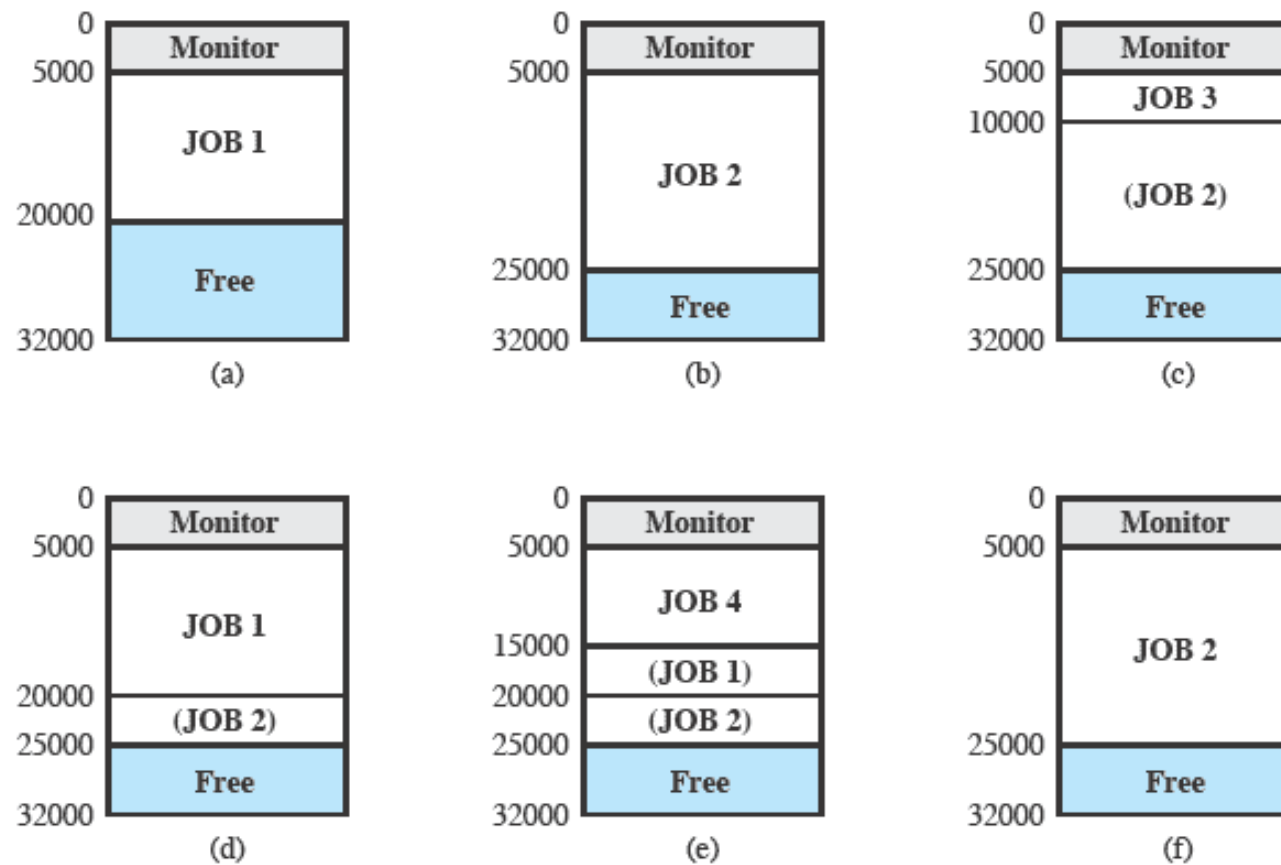 0
Monitor
5000
JOB 1
20000
Free
32000
(a)
0
Monitor
5000
JOB 2
25000
Free
32000
(b)
0
Monitor
5000
JOB 3
10000
(JOB 2)
25000
Free
32000
(c)
0
Monitor
5000
JOB 1
20000
(JOB 2)
25000
Free
32000
(d)
0
Monitor
5000
JOB 4
15000
(JOB 1)
20000
(JOB 2)
25000
Free
32000
(e)
0
Monitor
5000
JOB 2
25000
Free
32000
(f)